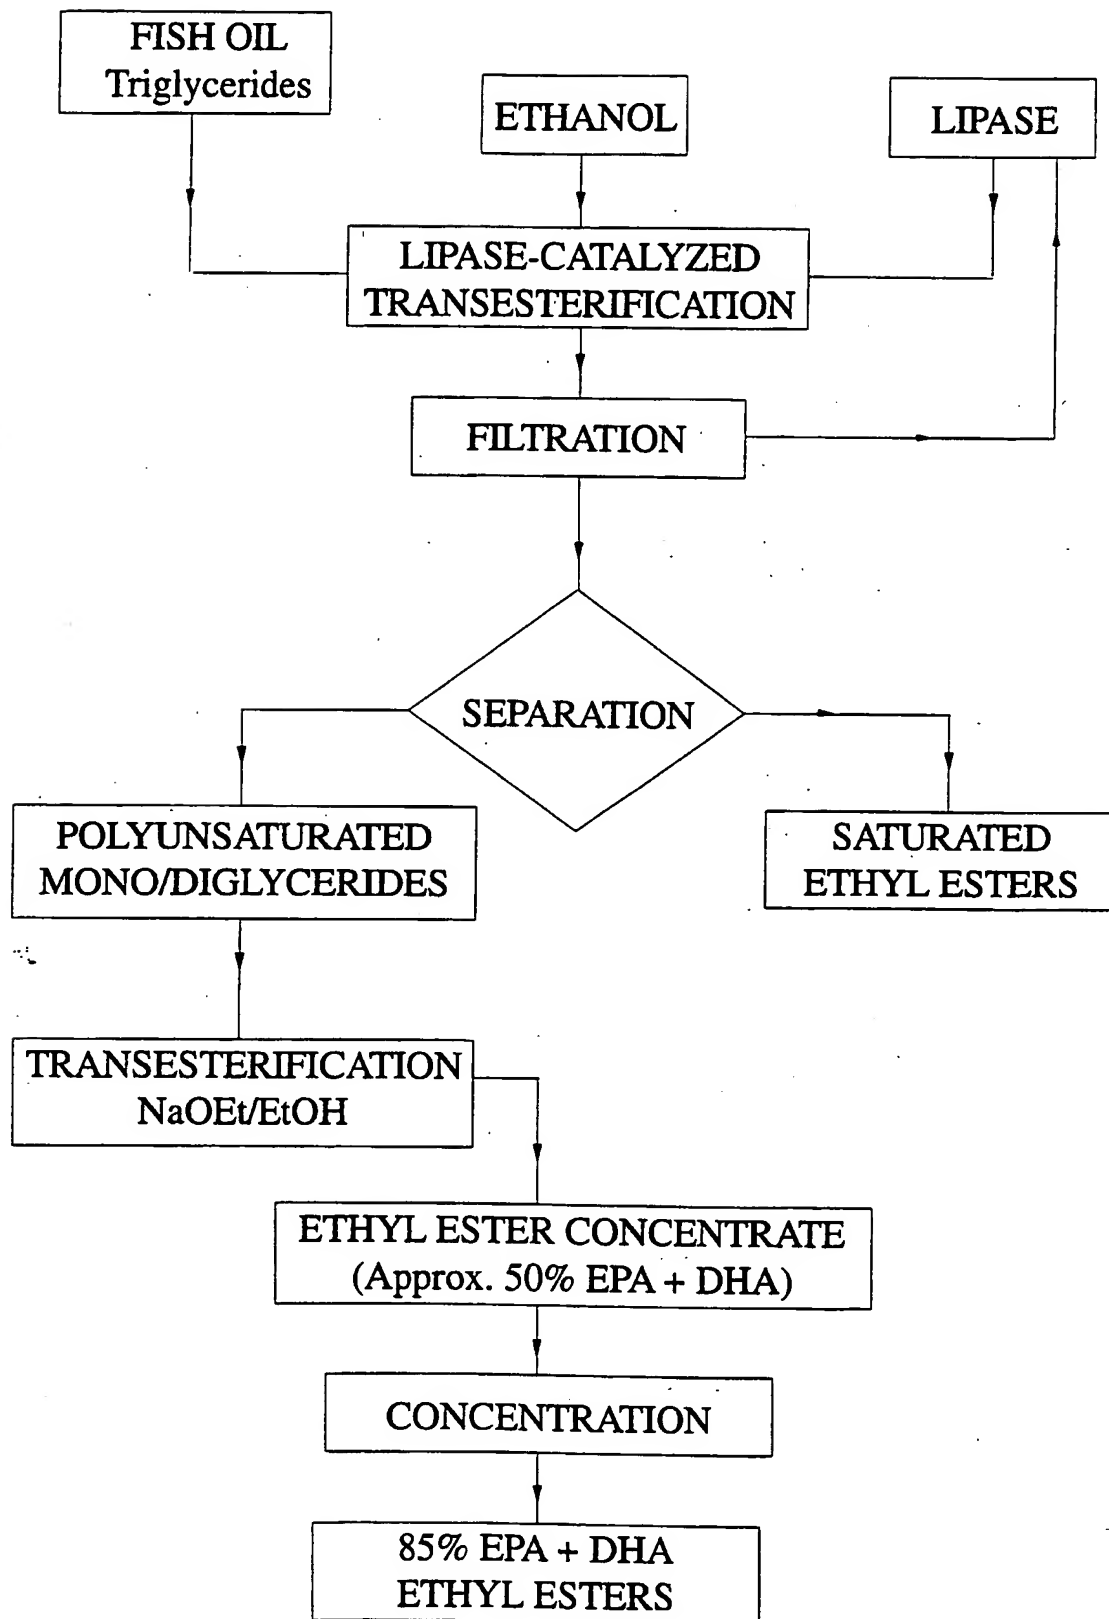 FISH OIL
Triglycerides
ETHANOL
LIPASE
LIPASE-CATALYZED
TRANSESTERIFICATION
FILTRATION
SEPARATION
POLYUNSATURATED
MONO/DIGLYCERIDES
SATURATED
ETHYL ESTERS
TRANSESTERIFICATION
NaOEt/EtOH
ETHYL ESTER CONCENTRATE
(Approx. 50% EPA + DHA)
CONCENTRATION
85% EPA + DHA
ETHYL ESTERS